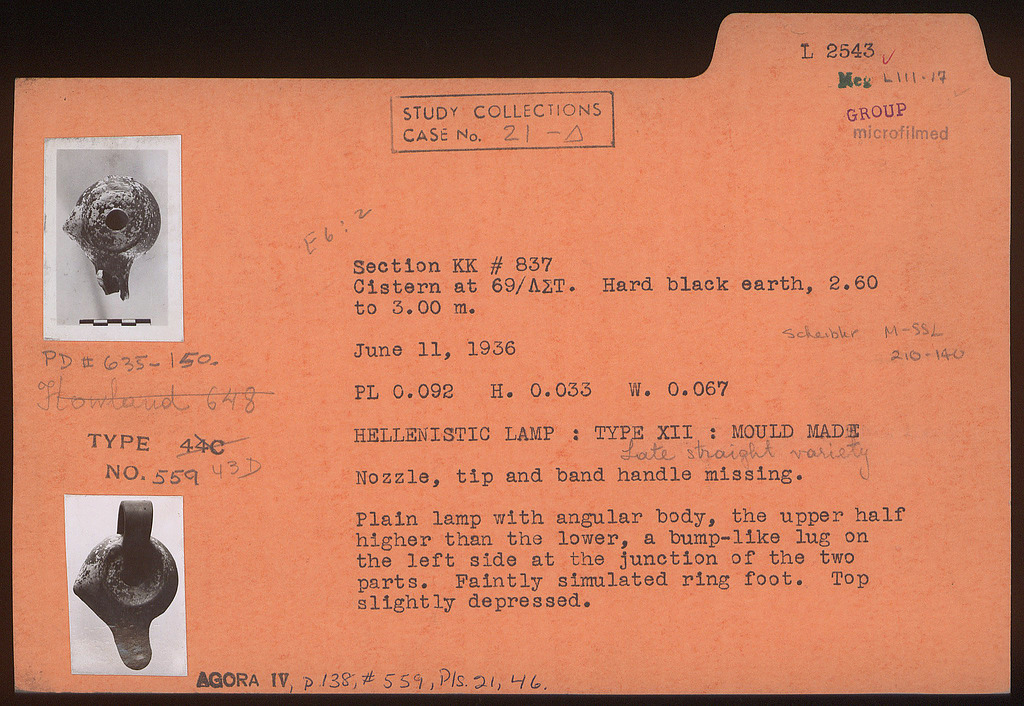 L 2543 ✓
Neg LIII-17
GROUP
microfilmed
STUDY COLLECTIONS
CASE No. 21 - Δ
E6:2
Section KK # 837
Cistern at 69/ΛΣΤ. Hard black earth, 2.60
to 3.00 m.
Scheibler M-SSL
210-140
June 11, 1936
PL 0.092 H. 0.033 W. 0.067
HELLENISTIC LAMP : TYPE XII : MOULD MADE
Late straight variety
Nozzle, tip and band handle missing.
Plain lamp with angular body, the upper half
higher than the lower, a bump-like lug on
the left side at the junction of the two
parts. Faintly simulated ring foot. Top
slightly depressed.
PD # 635-150.
Howland 648
TYPE 44C
NO. 559 43D
AGORA IV, p 138, # 559, Pls. 21, 46.